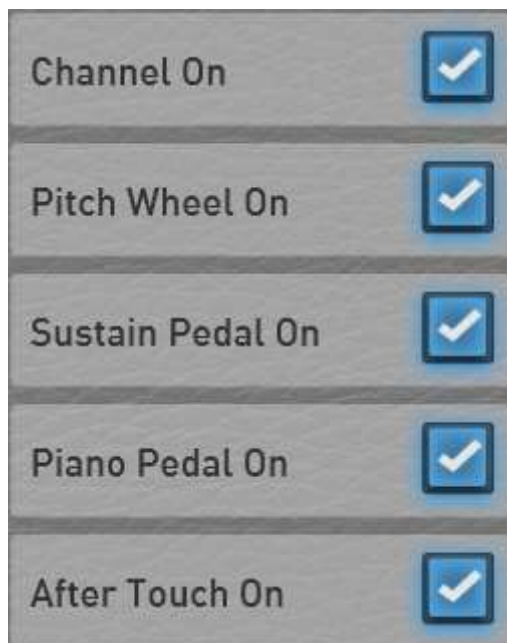 Channel On
Pitch Wheel On
Sustain Pedal On
Piano Pedal On
After Touch On